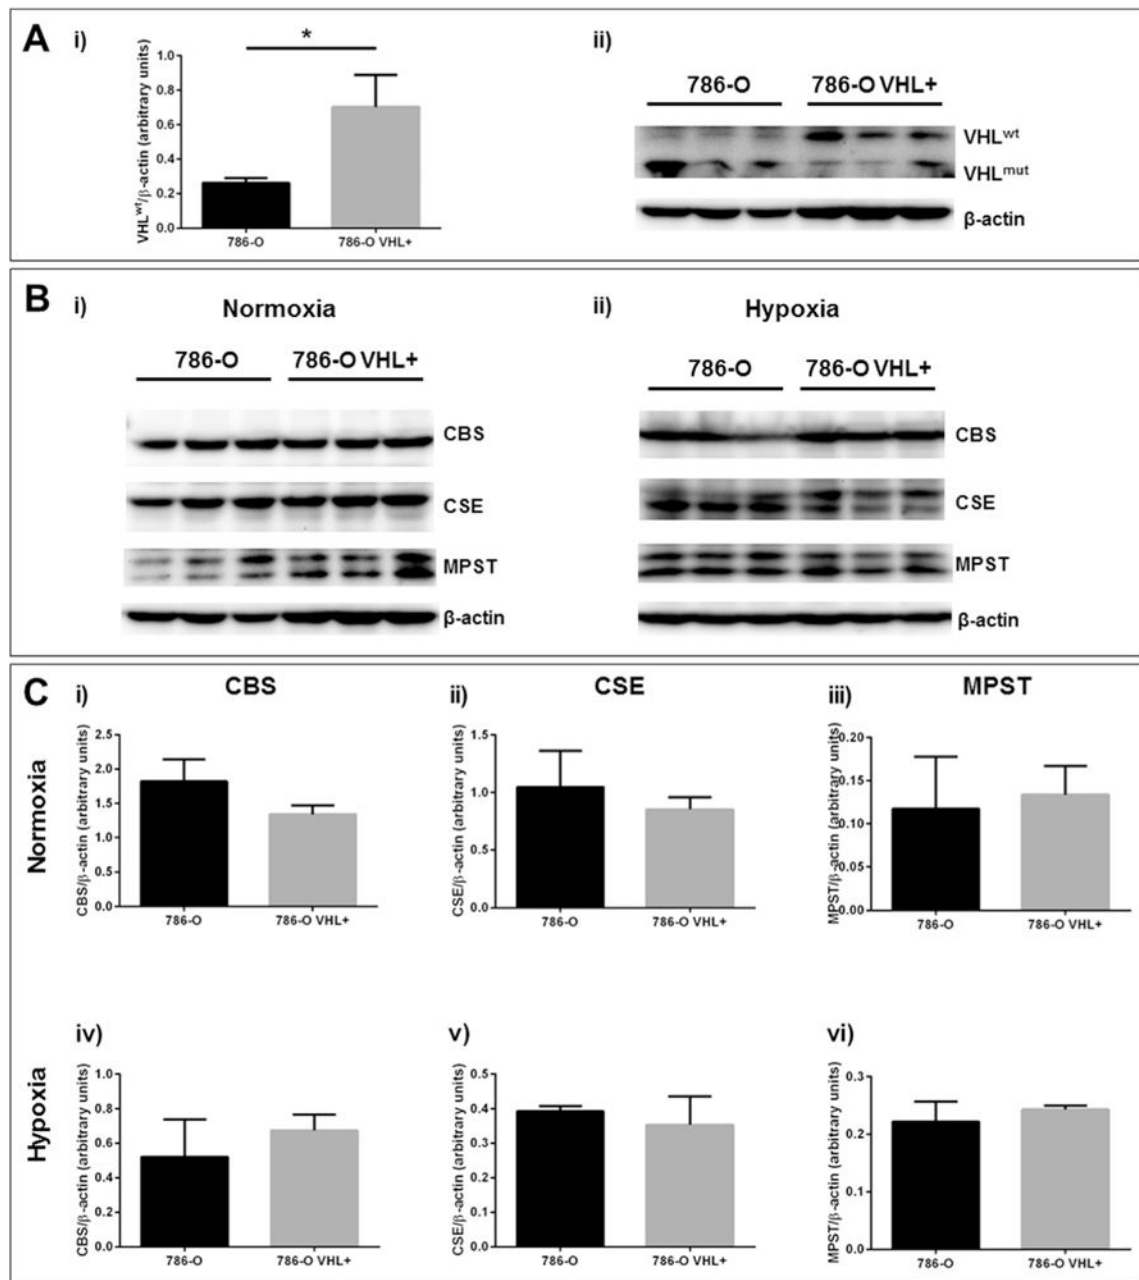 A
i)
*
VHLwt/β-actin (arbitrary units)
1.0
0.8
0.6
0.4
0.2
0.0
786-O
786-O VHL+
ii)
786-O
786-O VHL+
VHLwt
VHLmut
β-actin
B
i)
Normoxia
786-O
786-O VHL+
CBS
CSE
MPST
β-actin
ii)
Hypoxia
786-O
786-O VHL+
CBS
CSE
MPST
β-actin
C
Normoxia
i)
CBS
CBS/β-actin (arbitrary units)
2.5
2.0
1.5
1.0
0.5
0.0
786-O
786-O VHL+
ii)
CSE
CSE/β-actin (arbitrary units)
1.5
1.0
0.5
0.0
786-O
786-O VHL+
iii)
MPST
MPST/β-actin (arbitrary units)
0.20
0.15
0.10
0.05
0.00
786-O
786-O VHL+
Hypoxia
iv)
CBS/β-actin (arbitrary units)
1.0
0.8
0.6
0.4
0.2
0.0
786-O
786-O VHL+
v)
CSE/β-actin (arbitrary units)
0.5
0.4
0.3
0.2
0.1
0.0
786-O
786-O VHL+
vi)
MPST/β-actin (arbitrary units)
0.3
0.2
0.1
0.0
786-O
786-O VHL+